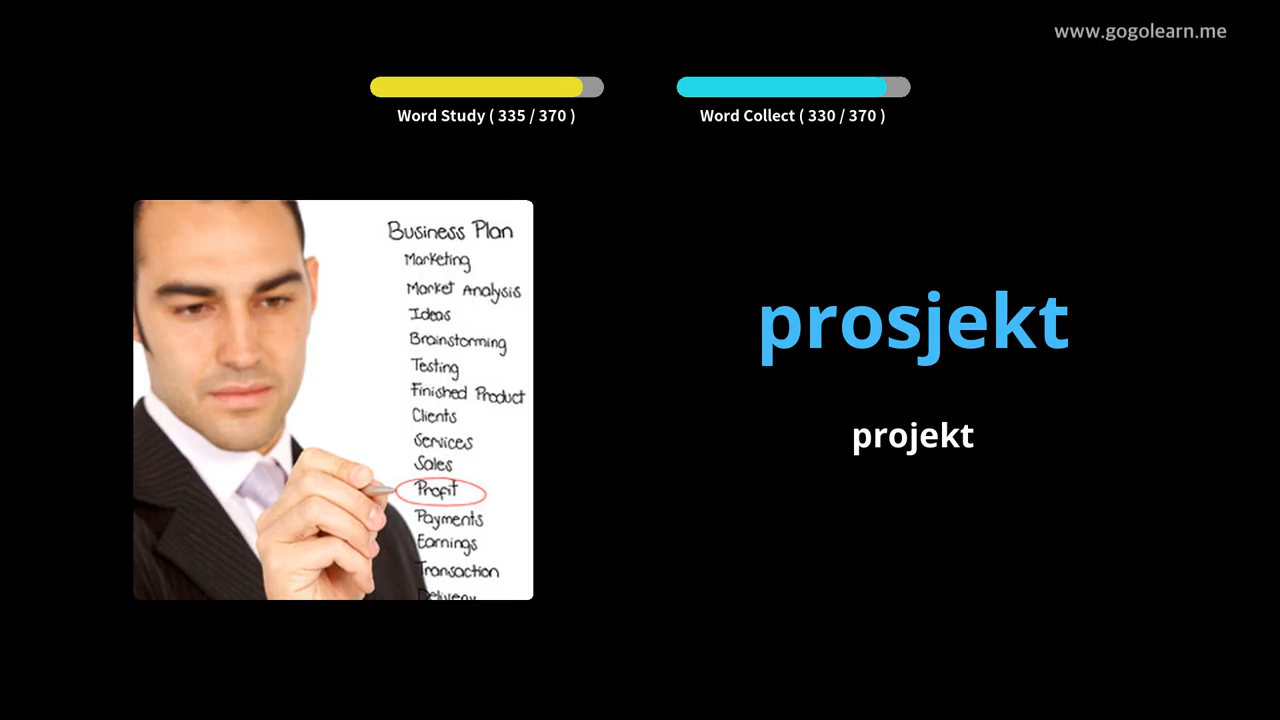 www.gogolearn.me
Word Study ( 335 / 370 )
Word Collect ( 330 / 370 )
Business Plan
Marketing
Market Analysis
Ideas
Brainstorming
Testing
Finished Product
Clients
Services
Sales
Profit
Payments
Earnings
Transaction
Delivery
prosjekt
projekt